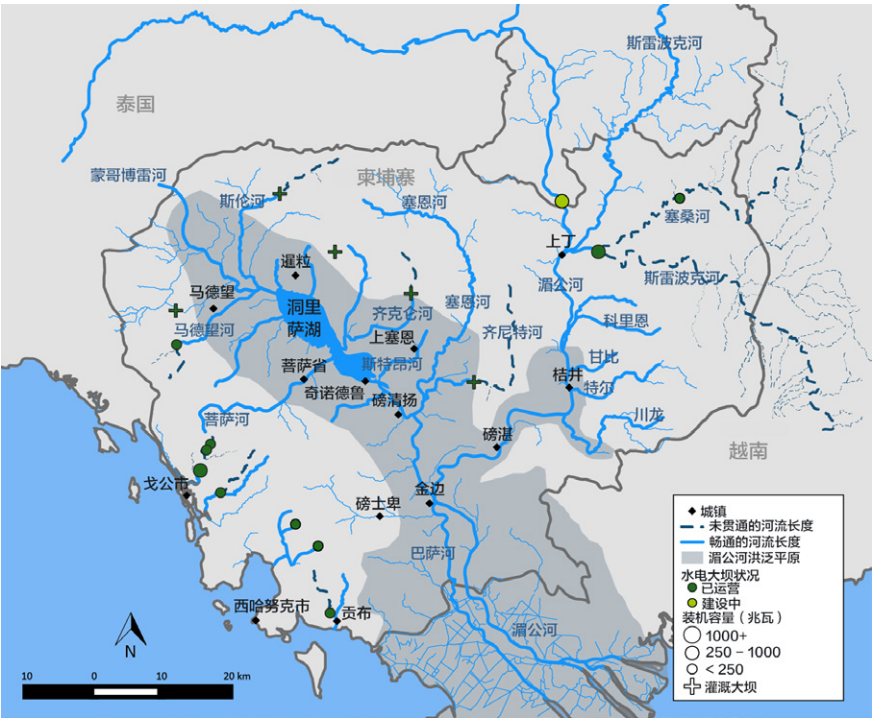 斯雷波克河
泰国
蒙哥博雷河
柬埔寨
斯伦河
塞恩河
塞桑河
上丁
暹粒
斯雷波克河
湄公河
马德望
洞里
萨湖
塞恩河
齐克仑河
科里恩
马德望河
齐尼特河
上塞恩
甘比
菩萨省
斯特昂河
桔井
特尔
奇诺德鲁
磅清扬
菩萨河
川龙
磅湛
越南
戈公市
金边
磅士卑
巴萨河
西哈努克市
贡布
湄公河
N
10 0 10 20 km
城镇
未贯通的河流长度
畅通的河流长度
湄公河洪泛平原
水电大坝状况
已运营
建设中
装机容量（兆瓦）
1000+
250 – 1000
< 250
灌溉大坝